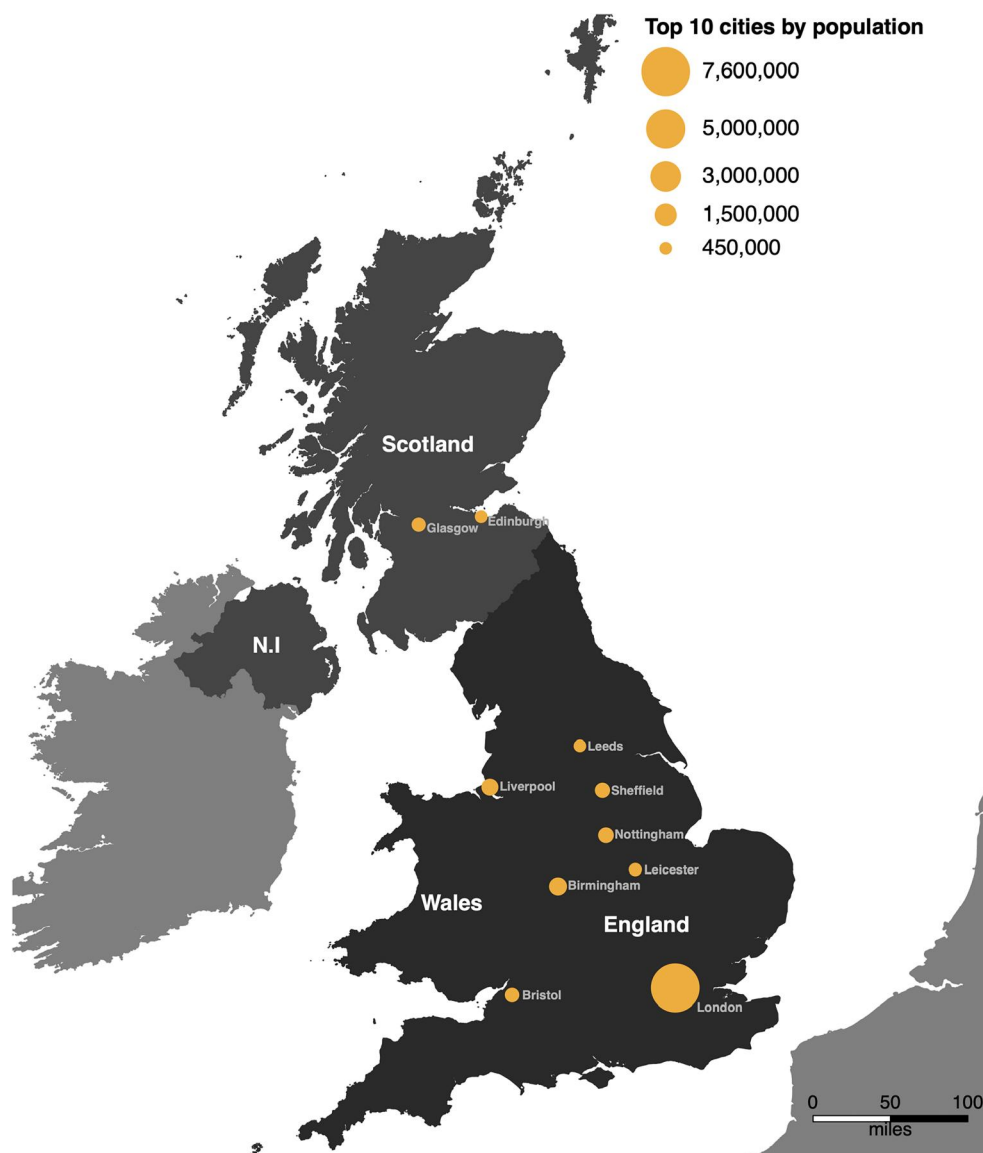 Top 10 cities by population
7,600,000
5,000,000
3,000,000
1,500,000
450,000
Scotland
Glasgow
Edinburgh
N.I
Leeds
Liverpool
Sheffield
Nottingham
Leicester
Birmingham
Wales
England
Bristol
London
0 50 100
miles